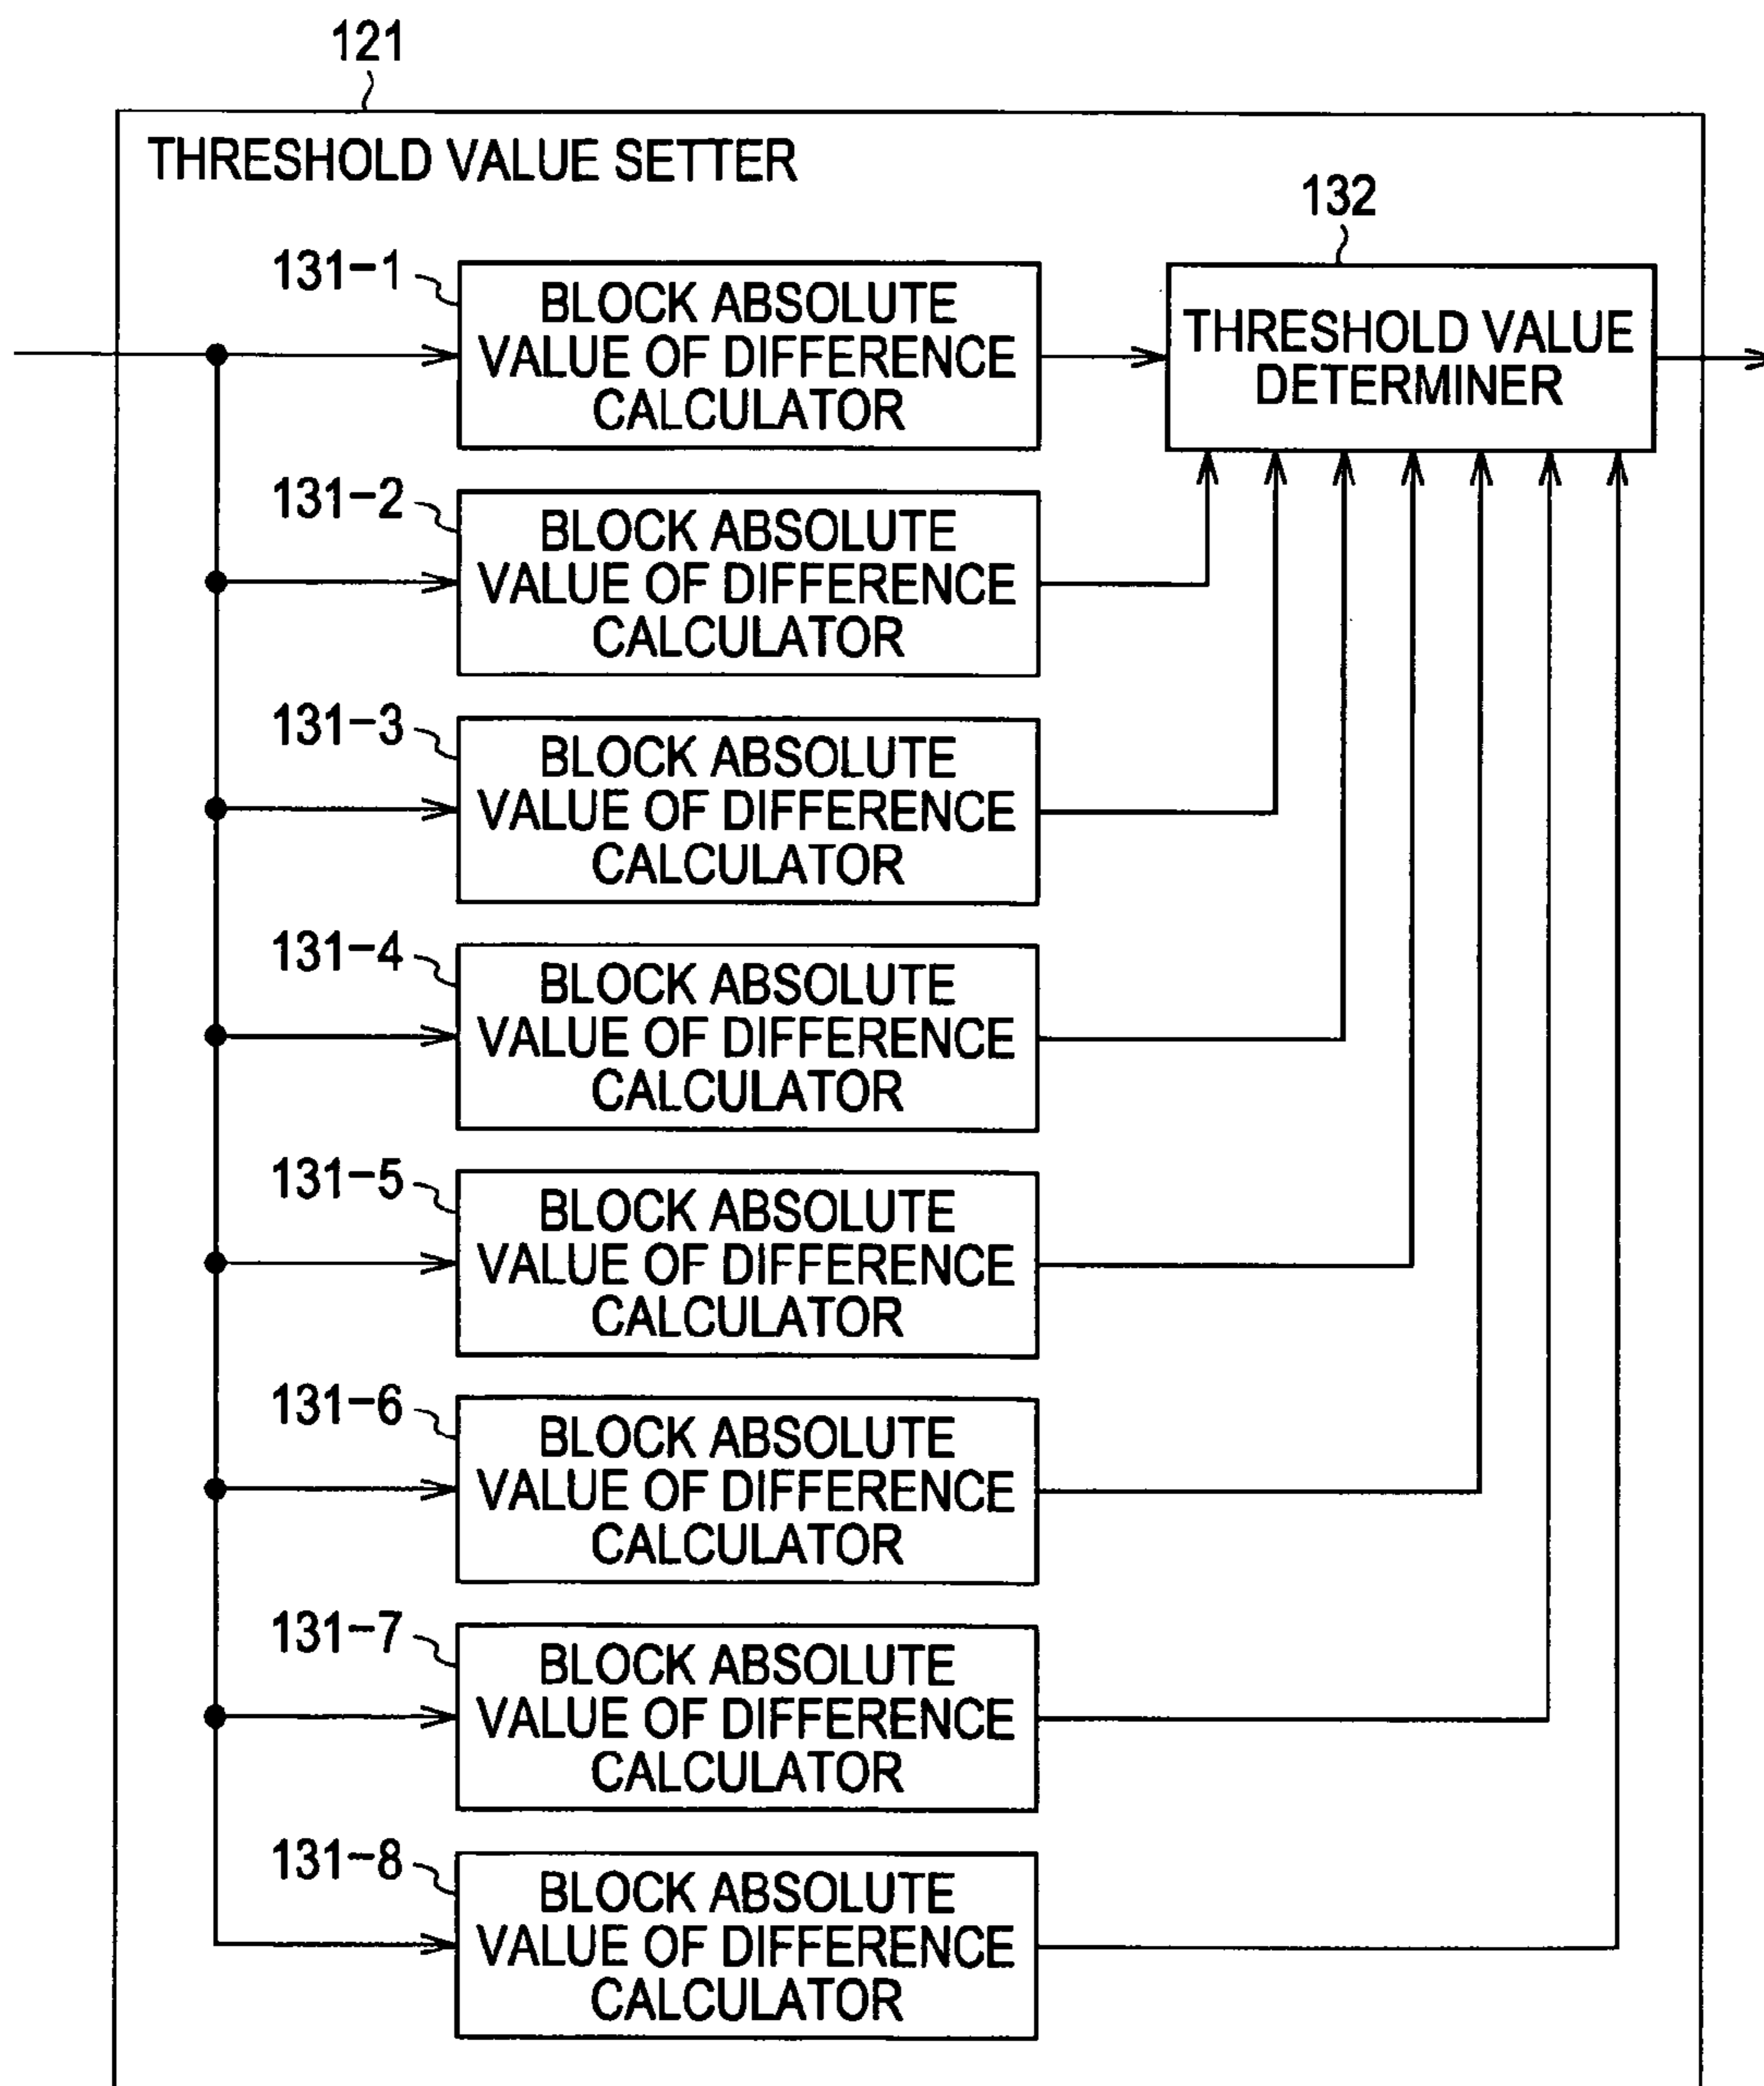 121
THRESHOLD VALUE SETTER
132
131-1
BLOCK ABSOLUTE
VALUE OF DIFFERENCE
CALCULATOR
THRESHOLD VALUE
DETERMINER
131-2
BLOCK ABSOLUTE
VALUE OF DIFFERENCE
CALCULATOR
131-3
BLOCK ABSOLUTE
VALUE OF DIFFERENCE
CALCULATOR
131-4
BLOCK ABSOLUTE
VALUE OF DIFFERENCE
CALCULATOR
131-5
BLOCK ABSOLUTE
VALUE OF DIFFERENCE
CALCULATOR
131-6
BLOCK ABSOLUTE
VALUE OF DIFFERENCE
CALCULATOR
131-7
BLOCK ABSOLUTE
VALUE OF DIFFERENCE
CALCULATOR
131-8
BLOCK ABSOLUTE
VALUE OF DIFFERENCE
CALCULATOR